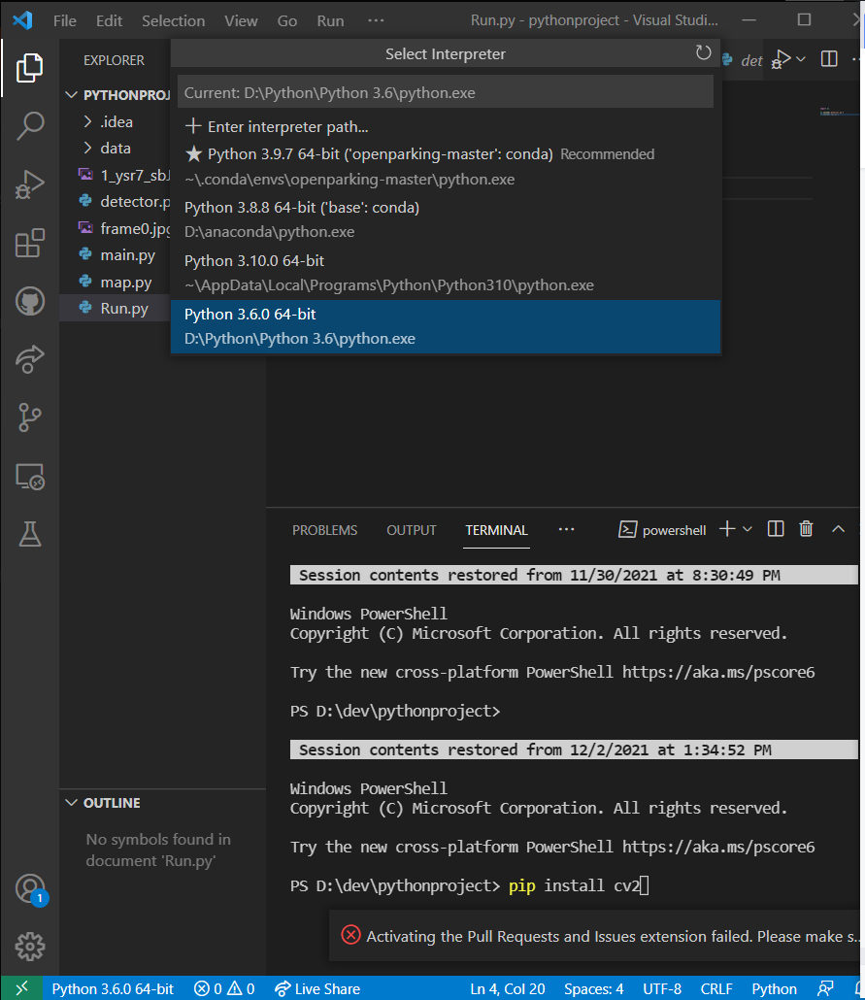 File Edit Selection View Go Run ··· Run.py - pythonproject - Visual Studi...
EXPLORER
Select Interpreter
det
Current: D:\Python\Python 3.6\python.exe
Enter interpreter path...
Python 3.9.7 64-bit ('openparking-master': conda) Recommended
~\.conda\envs\openparking-master\python.exe
Python 3.8.8 64-bit ('base': conda)
D:\anaconda\python.exe
Python 3.10.0 64-bit
~\AppData\Local\Programs\Python\Python310\python.exe
Python 3.6.0 64-bit
D:\Python\Python 3.6\python.exe
PYTHONPROJ
.idea
data
1_ysr7_sb
detector.p
frame0.jpg
main.py
map.py
Run.py
PROBLEMS OUTPUT TERMINAL ··· powershell
Session contents restored from 11/30/2021 at 8:30:49 PM
Windows PowerShell
Copyright (C) Microsoft Corporation. All rights reserved.
Try the new cross-platform PowerShell https://aka.ms/pscore6
PS D:\dev\pythonproject>
Session contents restored from 12/2/2021 at 1:34:52 PM
Windows PowerShell
Copyright (C) Microsoft Corporation. All rights reserved.
Try the new cross-platform PowerShell https://aka.ms/pscore6
PS D:\dev\pythonproject> pip install cv2
OUTLINE
No symbols found in
document 'Run.py'
1
Activating the Pull Requests and Issues extension failed. Please make s...
Python 3.6.0 64-bit 0 0 Live Share Ln 4, Col 20 Spaces: 4 UTF-8 CRLF Python